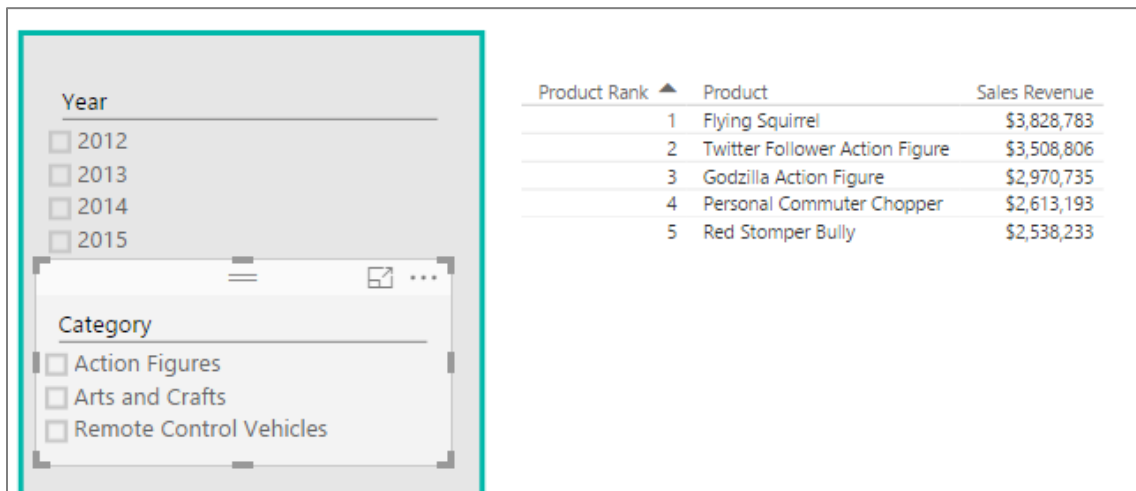 Year
2012
2013
2014
2015
Category
Action Figures
Arts and Crafts
Remote Control Vehicles
Product Rank Product Sales Revenue
1 Flying Squirrel $3,828,783
2 Twitter Follower Action Figure $3,508,806
3 Godzilla Action Figure $2,970,735
4 Personal Commuter Chopper $2,613,193
5 Red Stomper Bully $2,538,233